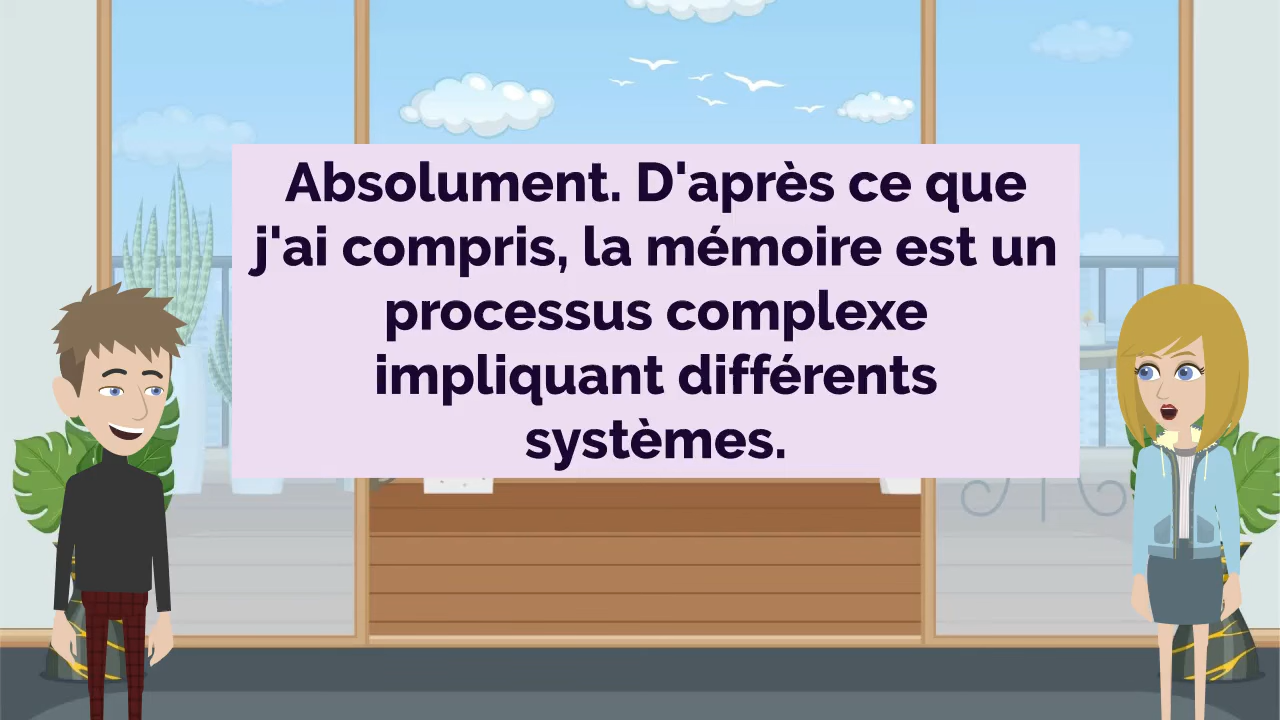 Absolument. D'après ce que
j'ai compris, la mémoire est un
processus complexe
impliquant différents
systèmes.